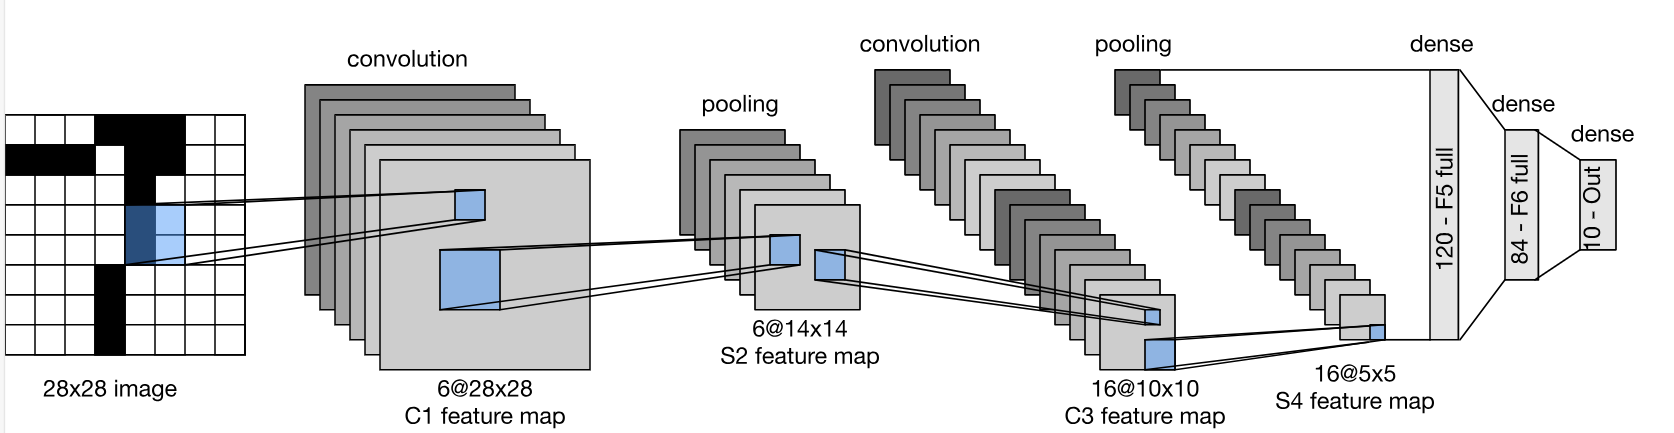 convolution
pooling
convolution
pooling
dense
dense
dense
28x28 image
6@28x28
C1 feature map
6@14x14
S2 feature map
16@10x10
C3 feature map
16@5x5
S4 feature map
120 - F5 full
84 - F6 full
10 - Out